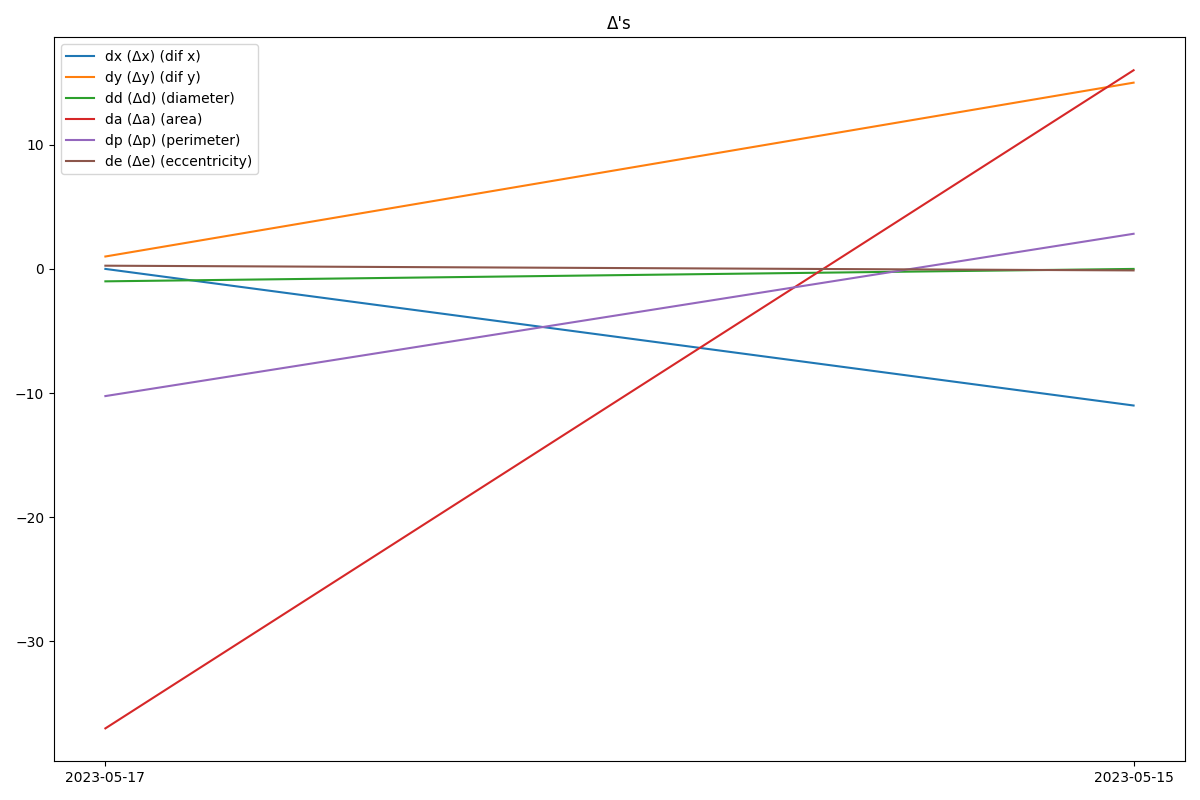 Δ's
dx (Δx) (dif x)
dy (Δy) (dif y)
dd (Δd) (diameter)
da (Δa) (area)
dp (Δp) (perimeter)
de (Δe) (eccentricity)
10
0
−10
−20
−30
2023-05-17 2023-05-15